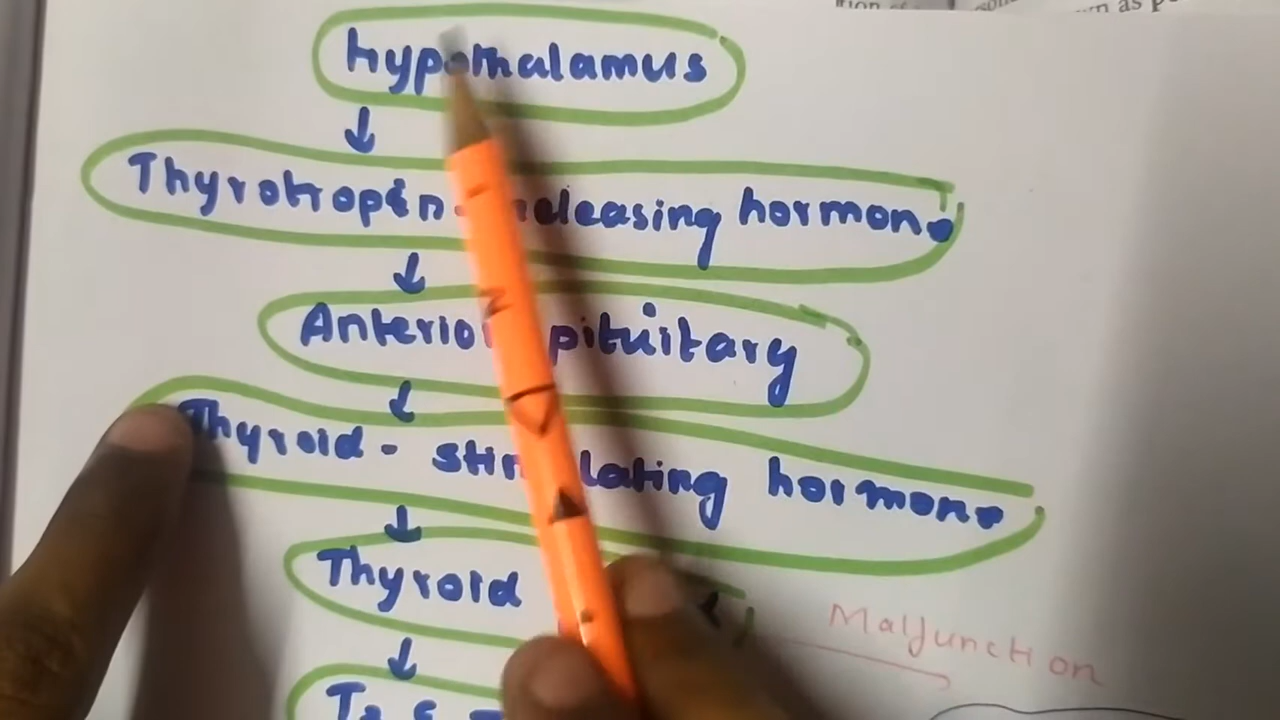 hypothalamus
Thyrotropin - releasing hormone
Anterior pituitary
Thyroid - stimulating hormone
Thyroid
Malfunction